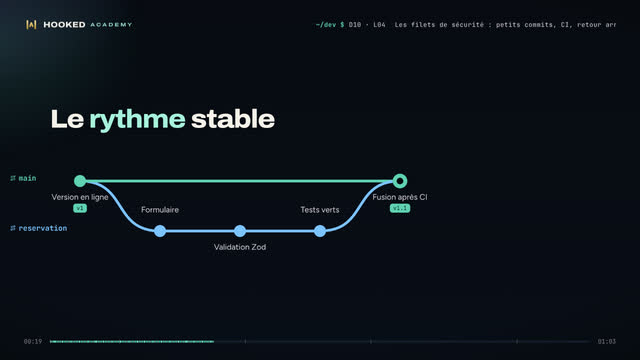 HOOKED ACADEMY
~/dev $ D10 · L04 Les filets de sécurité : petits commits, CI, retour arr
Le rythme stable
main
Version en ligne
v1
Fusion après CI
v1.1
Formulaire
Tests verts
reservation
Validation Zod
00:19
01:03